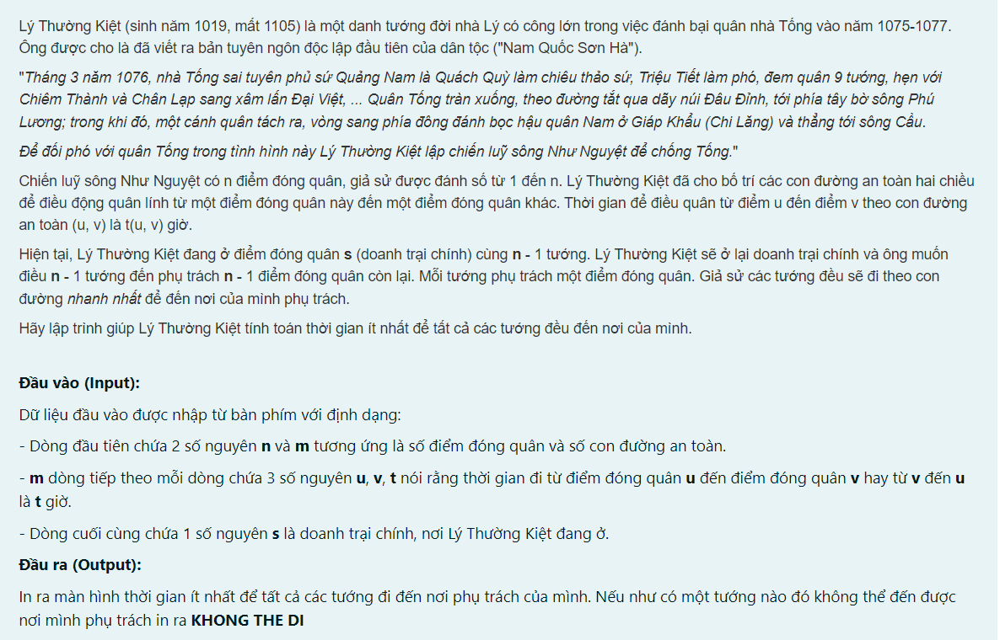 Lý Thường Kiệt (sinh năm 1019, mất 1105) là một danh tướng đời nhà Lý có công lớn trong việc đánh bại quân nhà Tống vào năm 1075-1077.
Ông được cho là đã viết ra bản tuyên ngôn độc lập đầu tiên của dân tộc ("Nam Quốc Sơn Hà").
"Tháng 3 năm 1076, nhà Tống sai tuyên phủ sứ Quảng Nam là Quách Quỳ làm chiêu thảo sứ, Triệu Tiết làm phó, đem quân 9 tướng, hẹn với
Chiêm Thành và Chân Lạp sang xâm lấn Đại Việt, ... Quân Tống tràn xuống, theo đường tắt qua dãy núi Đâu Đỉnh, tới phía tây bờ sông Phú
Lương; trong khi đó, một cánh quân tách ra, vòng sang phía đông đánh bọc hậu quân Nam ở Giáp Khẩu (Chi Lăng) và thẳng tới sông Cầu.
Để đối phó với quân Tống trong tình hình này Lý Thường Kiệt lập chiến luỹ sông Như Nguyệt để chống Tống."
Chiến luỹ sông Như Nguyệt có n điểm đóng quân, giả sử được đánh số từ 1 đến n. Lý Thường Kiệt đã cho bố trí các con đường an toàn hai chiều
để điều động quân lính từ một điểm đóng quân này đến một điểm đóng quân khác. Thời gian để điều quân từ điểm u đến điểm v theo con đường
an toàn (u, v) là t(u, v) giờ.
Hiện tại, Lý Thường Kiệt đang ở điểm đóng quân s (doanh trại chính) cùng n - 1 tướng. Lý Thường Kiệt sẽ ở lại doanh trại chính và ông muốn
điều n - 1 tướng đến phụ trách n - 1 điểm đóng quân còn lại. Mỗi tướng phụ trách một điểm đóng quân. Giả sử các tướng đều sẽ đi theo con
đường nhanh nhất để đến nơi của mình phụ trách.
Hãy lập trình giúp Lý Thường Kiệt tính toán thời gian ít nhất để tất cả các tướng đều đến nơi của mình.
Đầu vào (Input):
Dữ liệu đầu vào được nhập từ bàn phím với định dạng:
- Dòng đầu tiên chứa 2 số nguyên n và m tương ứng là số điểm đóng quân và số con đường an toàn.
- m dòng tiếp theo mỗi dòng chứa 3 số nguyên u, v, t nói rằng thời gian đi từ điểm đóng quân u đến điểm đóng quân v hay từ v đến u
là t giờ.
- Dòng cuối cùng chứa 1 số nguyên s là doanh trại chính, nơi Lý Thường Kiệt đang ở.
Đầu ra (Output):
In ra màn hình thời gian ít nhất để tất cả các tướng đi đến nơi phụ trách của mình. Nếu như có một tướng nào đó không thể đến được
nơi mình phụ trách in ra KHONG THE DI